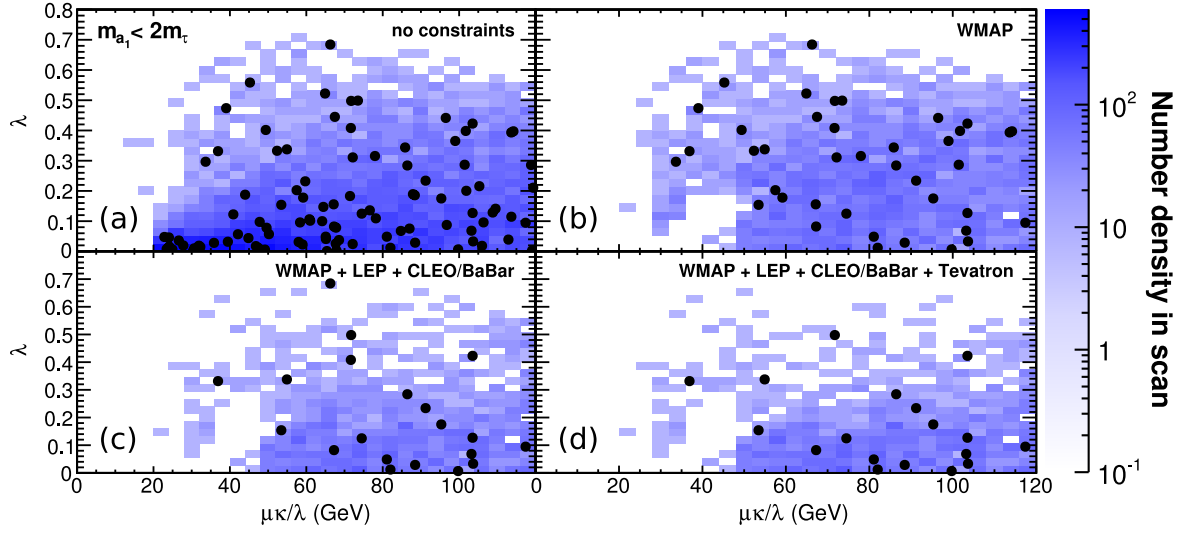 0.8
0.7
0.6
0.5
0.4
0.3
0.2
0.1
0
λ
m_{a_1} < 2m_τ
no constraints
(a)
WMAP
(b)
0.7
0.6
0.5
0.4
0.3
0.2
0.1
0
λ
WMAP + LEP + CLEO/BaBar
(c)
WMAP + LEP + CLEO/BaBar + Tevatron
(d)
0 20 40 60 80 100 0 20 40 60 80 100 120
μκ/λ (GeV) μκ/λ (GeV)
10²
10
1
10⁻¹
Number density in scan